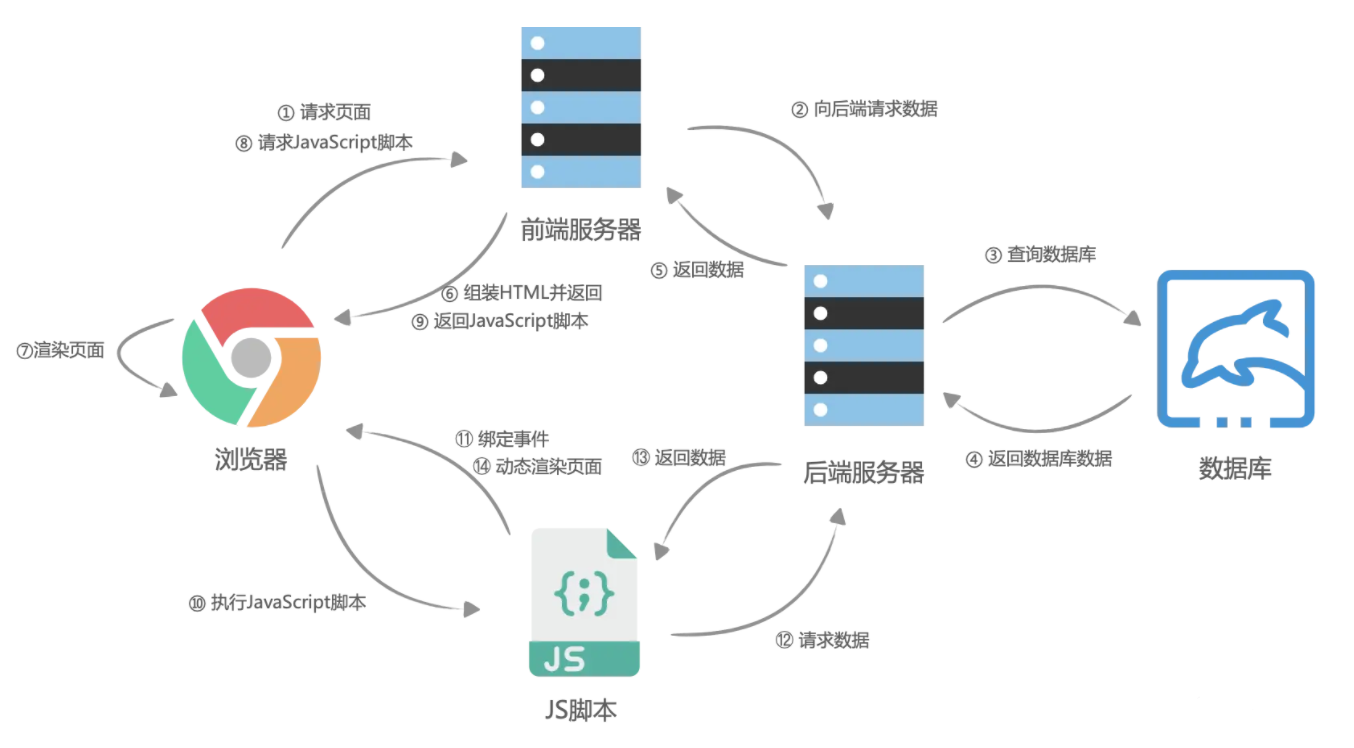 ① 请求页面
⑧ 请求JavaScript脚本
② 向后端请求数据
前端服务器
③ 查询数据库
⑤ 返回数据
⑥ 组装HTML并返回
⑨ 返回JavaScript脚本
⑦渲染页面
⑪ 绑定事件
⑭ 动态渲染页面
⑬ 返回数据
④ 返回数据库数据
浏览器
后端服务器
数据库
⑩ 执行JavaScript脚本
⑫ 请求数据
JS
JS脚本